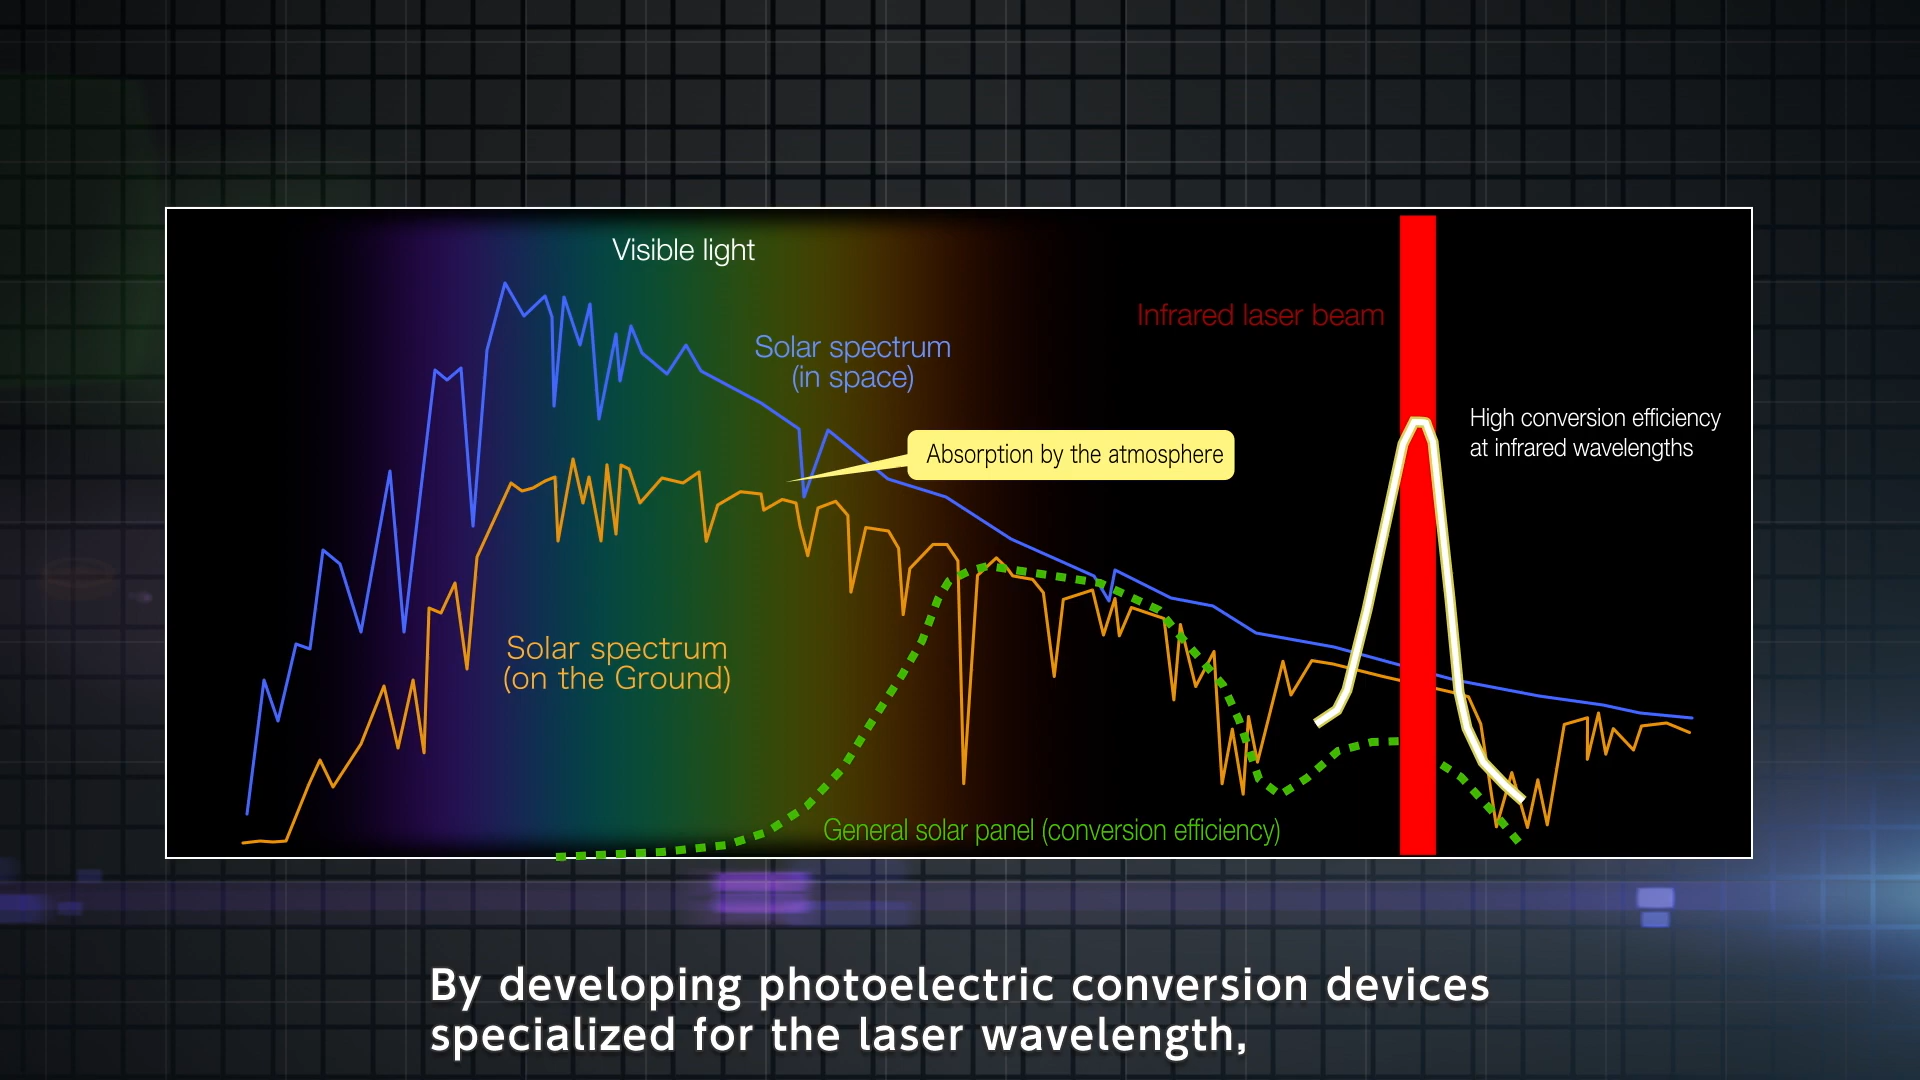 Visible light
Infrared laser beam
Solar spectrum
(in space)
High conversion efficiency
at infrared wavelengths
Absorption by the atmosphere
Solar spectrum
(on the Ground)
General solar panel (conversion efficiency)
By developing photoelectric conversion devices
specialized for the laser wavelength,